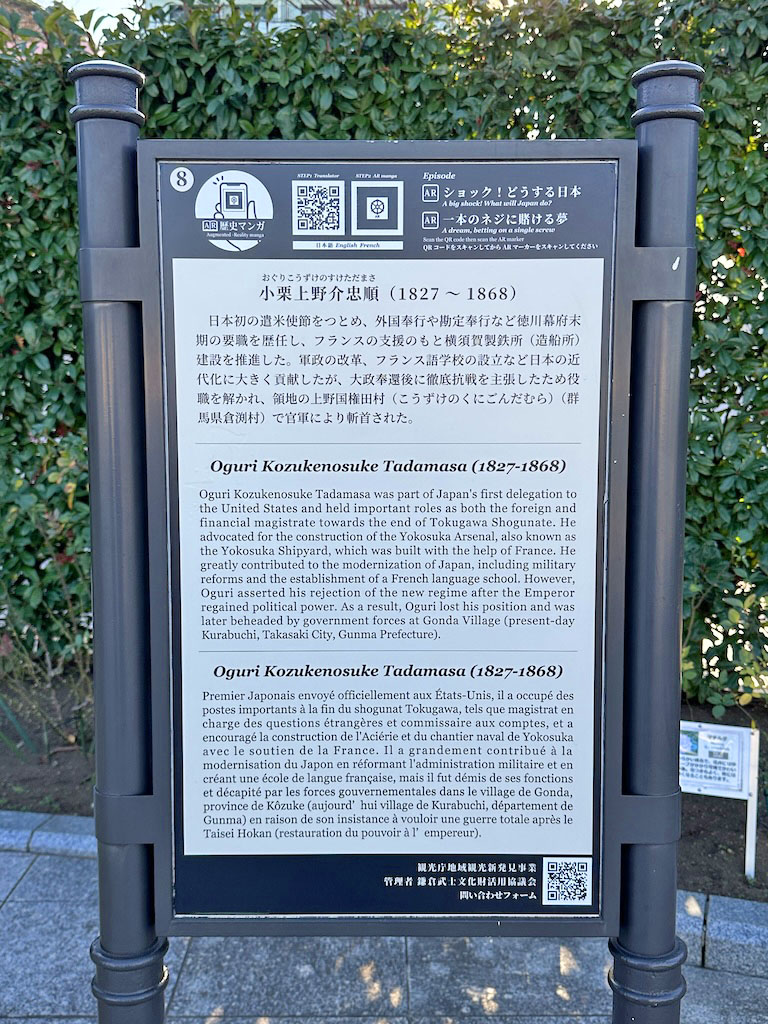 8
STEP1 Translator
STEP2 AR manga
Episode
AR ショック！どうする日本
A big shock! What will Japan do?
AR 一本のネジに賭ける夢
A dream, betting on a single screw
Scan the QR code then scan the AR marker
QRコードをスキャンしてからARマーカーをスキャンしてください
AR 歴史マンガ
Augmented-Reality manga
日本語 English French
おぐりこうずけのすけただまさ
小栗上野介忠順（1827 ～ 1868）
日本初の遣米使節をつとめ、外国奉行や勘定奉行など徳川幕府末
期の要職を歴任し、フランスの支援のもと横須賀製鉄所（造船所）
建設を推進した。軍政の改革、フランス語学校の設立など日本の近
代化に大きく貢献したが、大政奉還後に徹底抗戦を主張したため役
職を解かれ、領地の上野国権田村（こうずけのくにごんだむら）（群
馬県倉渕村）で官軍により斬首された。
Oguri Kozukenosuke Tadamasa (1827-1868)
Oguri Kozukenosuke Tadamasa was part of Japan's first delegation to
the United States and held important roles as both the foreign and
financial magistrate towards the end of Tokugawa Shogunate. He
advocated for the construction of the Yokosuka Arsenal, also known as
the Yokosuka Shipyard, which was built with the help of France. He
greatly contributed to the modernization of Japan, including military
reforms and the establishment of a French language school. However,
Oguri asserted his rejection of the new regime after the Emperor
regained political power. As a result, Oguri lost his position and was
later beheaded by government forces at Gonda Village (present-day
Kurabuchi, Takasaki City, Gunma Prefecture).
Oguri Kozukenosuke Tadamasa (1827-1868)
Premier Japonais envoyé officiellement aux États-Unis, il a occupé des
postes importants à la fin du shogunat Tokugawa, tels que magistrat en
charge des questions étrangères et commissaire aux comptes, et a
encouragé la construction de l'Aciérie et du chantier naval de Yokosuka
avec le soutien de la France. Il a grandement contribué à la
modernisation du Japon en réformant l'administration militaire et en
créant une école de langue française, mais il fut démis de ses fonctions
et décapité par les forces gouvernementales dans le village de Gonda,
province de Kôzuke (aujourd' hui village de Kurabuchi, département de
Gunma) en raison de son insistance à vouloir une guerre totale après le
Taisei Hokan (restauration du pouvoir à l' empereur).
観光庁地域観光新発見事業
管理者 鎌倉武士文化財活用協議会
問い合わせフォーム